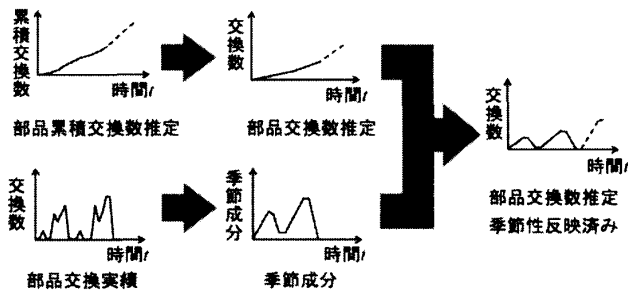 累積交換数
時間t
部品累積交換数推定
交換数
時間t
部品交換数推定
交換数
時間t
部品交換実績
季節成分
時間t
季節成分
交換数
時間t
部品交換数推定
季節性反映済み